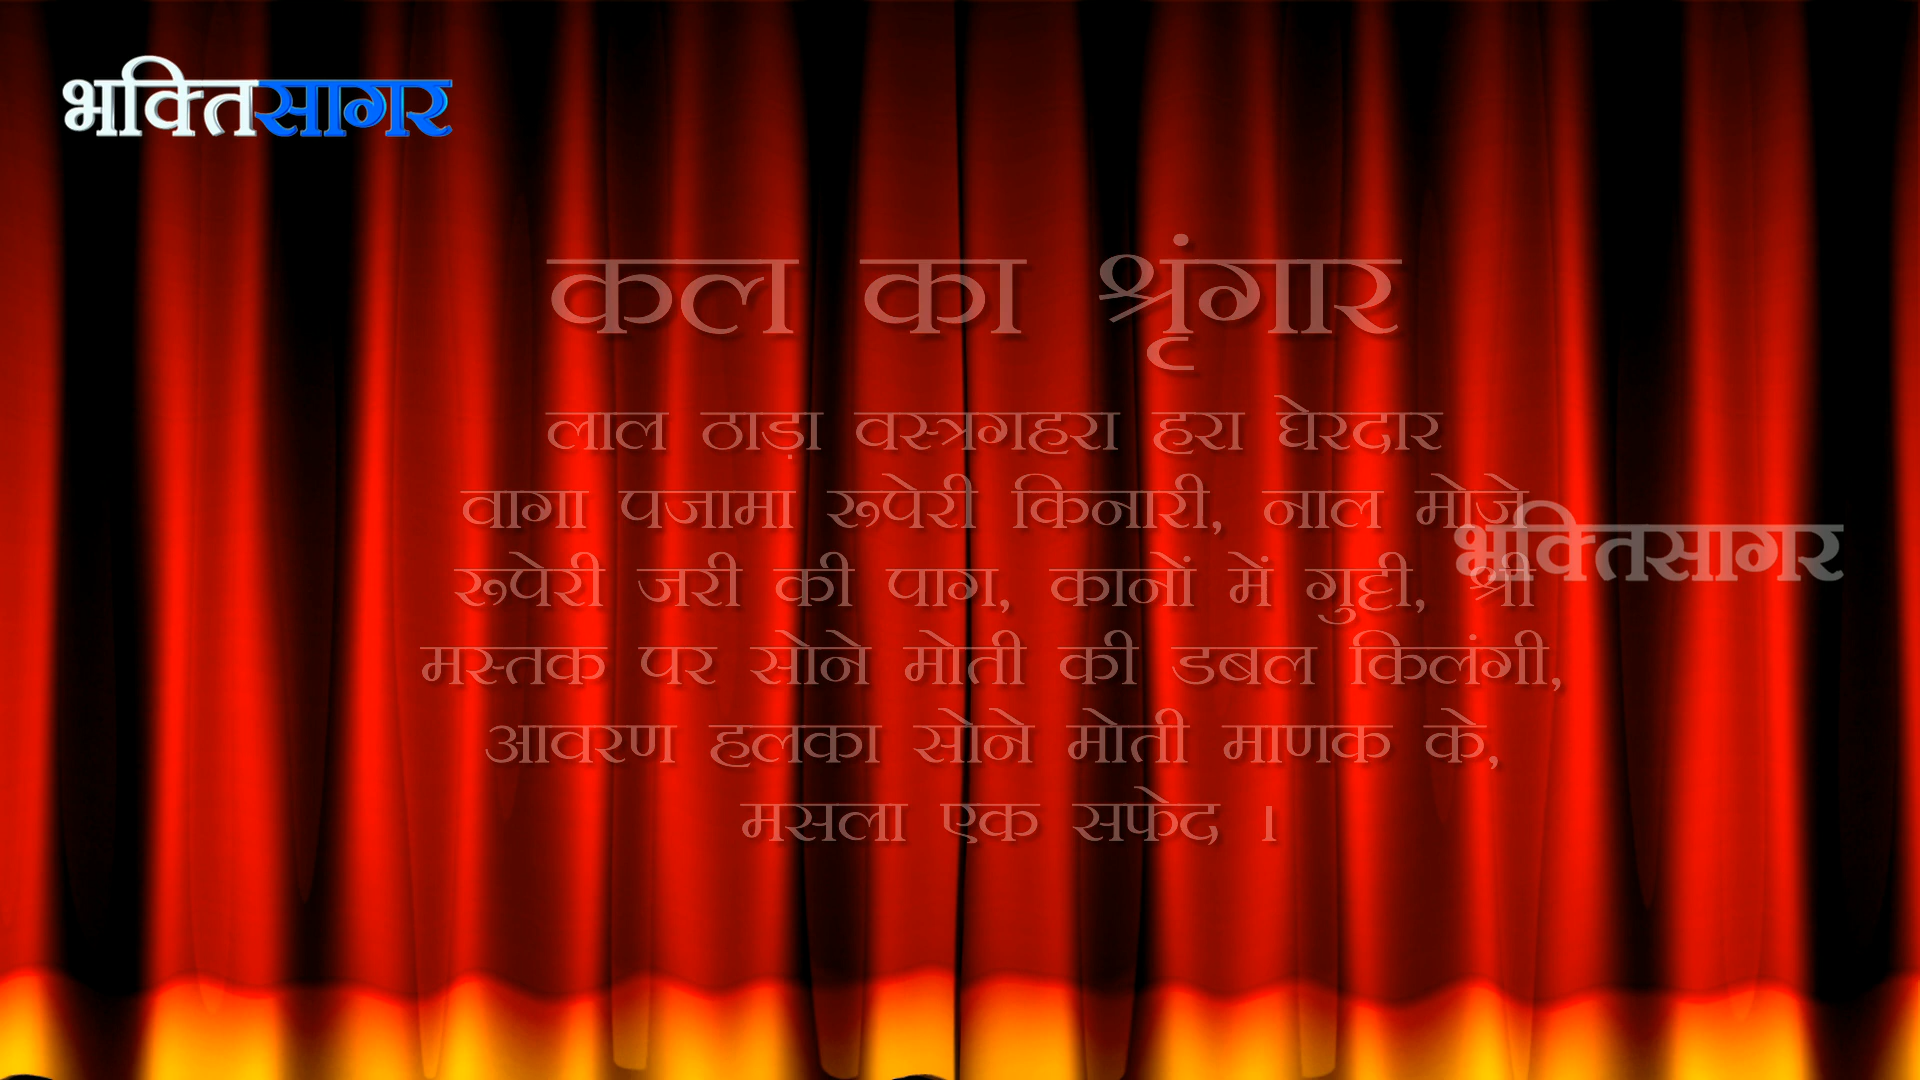 भक्तिसागर
कल का श्रृंगार
लाल ठाड़ा वस्त्रगहरा हरा घेरदार
वागा पजामा रुपेरी किनारी, नाल मोजे
भक्तिसागर
रुपेरी जरी की पाग, कानों में गुद्दी, श्री
मस्तक पर सोने मोती की डबल किलंगी,
आवरण हलका सोने मोती माणक के,
मसला एक सफेद ।